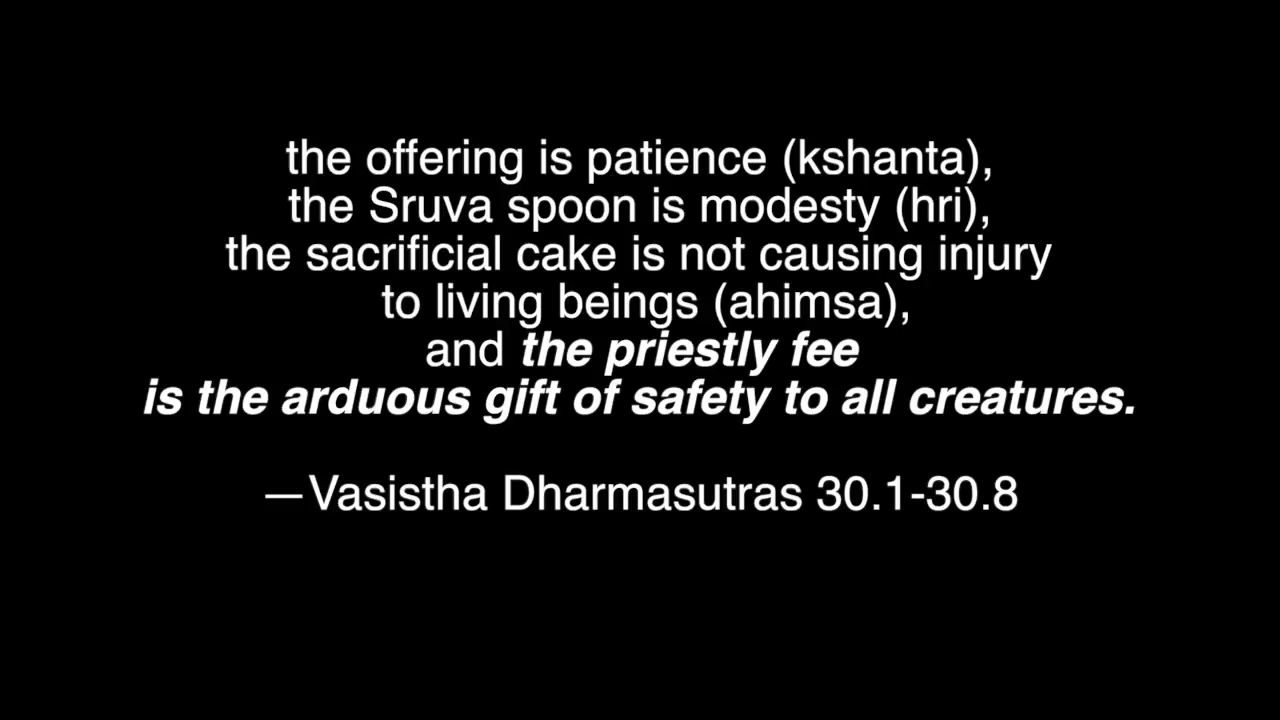 the offering is patience (kshanta),
the Sruva spoon is modesty (hri),
the sacrificial cake is not causing injury
to living beings (ahimsa),
and the priestly fee
is the arduous gift of safety to all creatures.
—Vasistha Dharmasutras 30.1-30.8